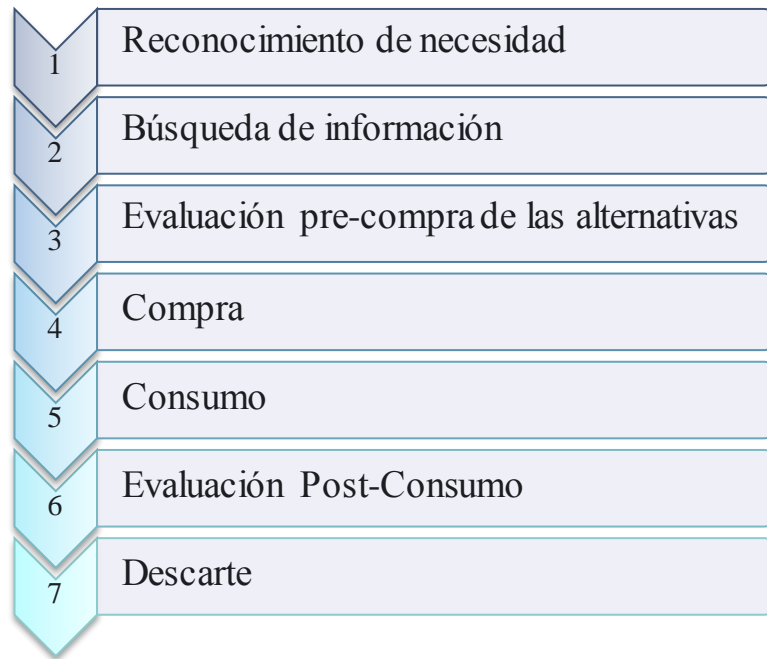 1 Reconocimiento de necesidad
2 Búsqueda de información
3 Evaluación pre-compra de las alternativas
4 Compra
5 Consumo
6 Evaluación Post-Consumo
7 Descarte